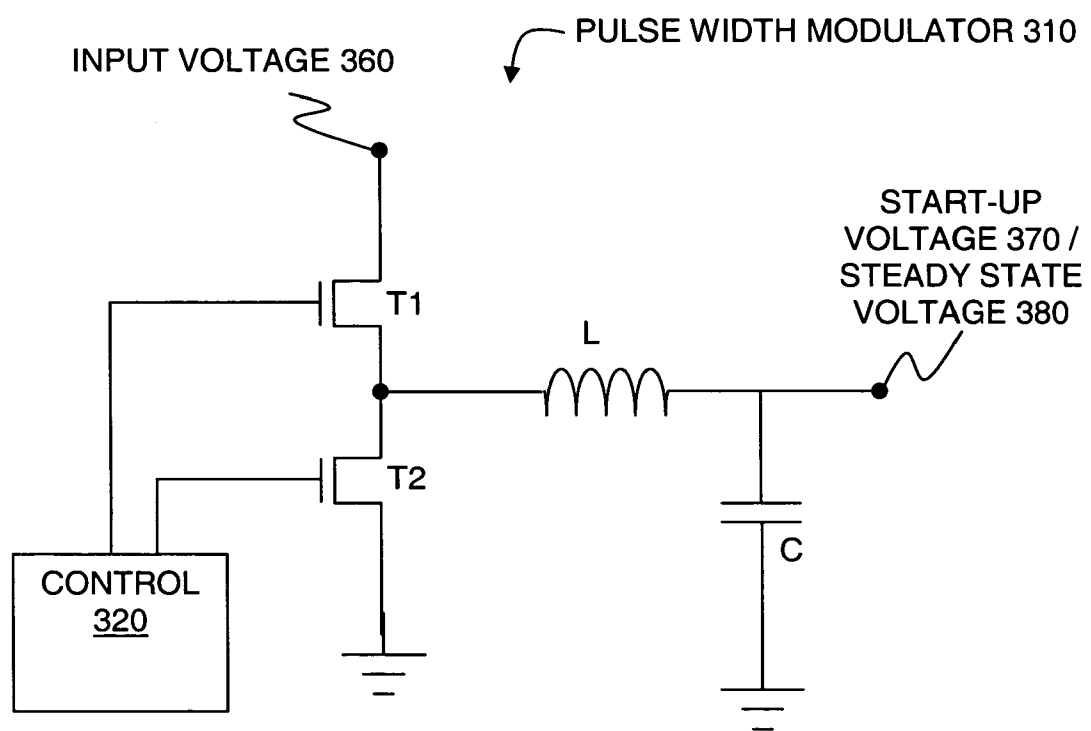 PULSE WIDTH MODULATOR 310
INPUT VOLTAGE 360
START-UP
VOLTAGE 370 /
STEADY STATE
VOLTAGE 380
T1
L
T2
C
CONTROL
320